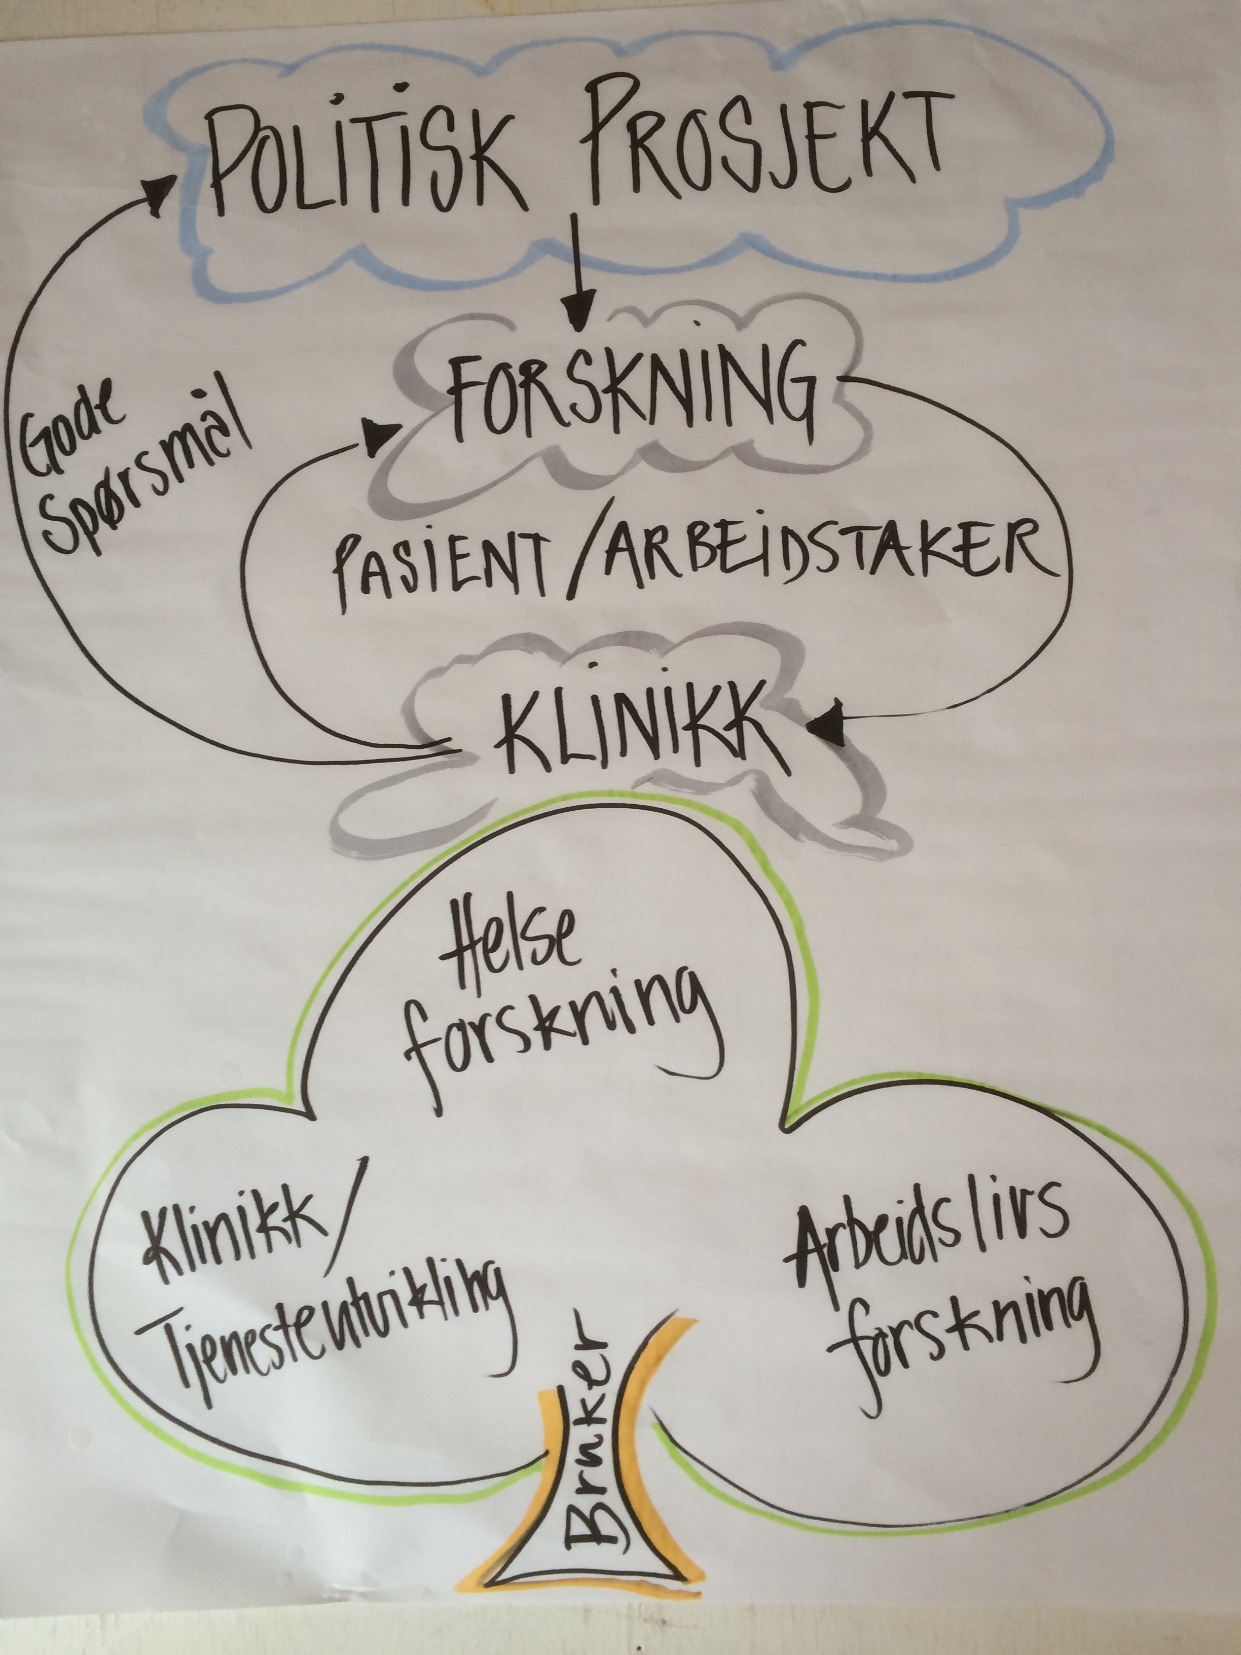 POLITISK PROSJEKT
FORSKNING
Gode
Spørsmål
PASIENT/ARBEIDSTAKER
KLINIKK
Helse
forskning
Klinikk/
Tjenesteutvikling
Arbeidslivs
forskning
Bruker